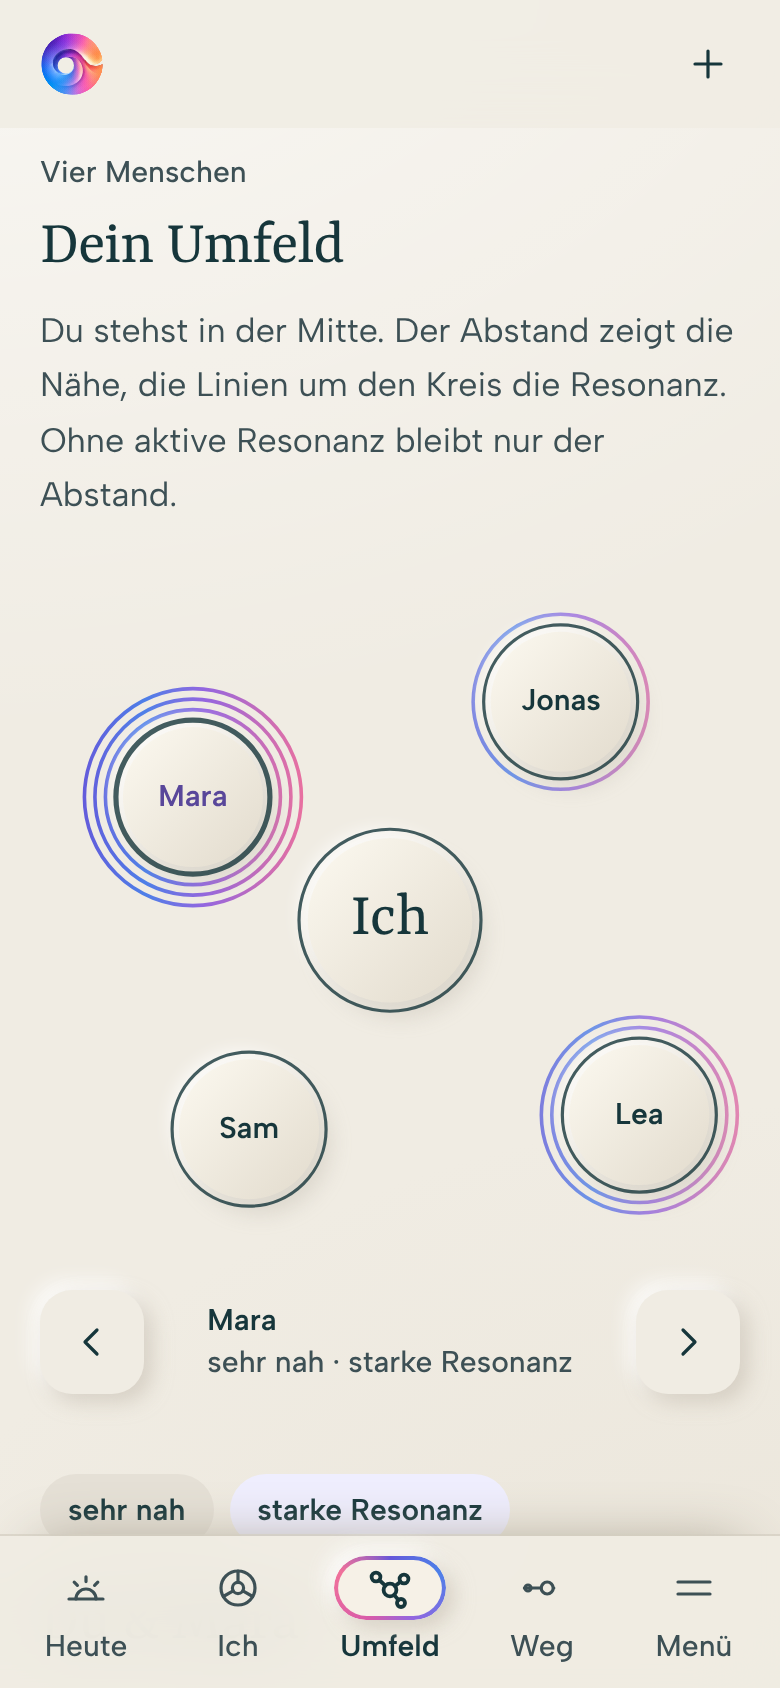 Vier Menschen
Dein Umfeld
Du stehst in der Mitte. Der Abstand zeigt die
Nähe, die Linien um den Kreis die Resonanz.
Ohne aktive Resonanz bleibt nur der
Abstand.
Jonas
Mara
Ich
Lea
Sam
Mara
sehr nah · starke Resonanz
sehr nah
starke Resonanz
Heute
Ich
Umfeld
Weg
Menü